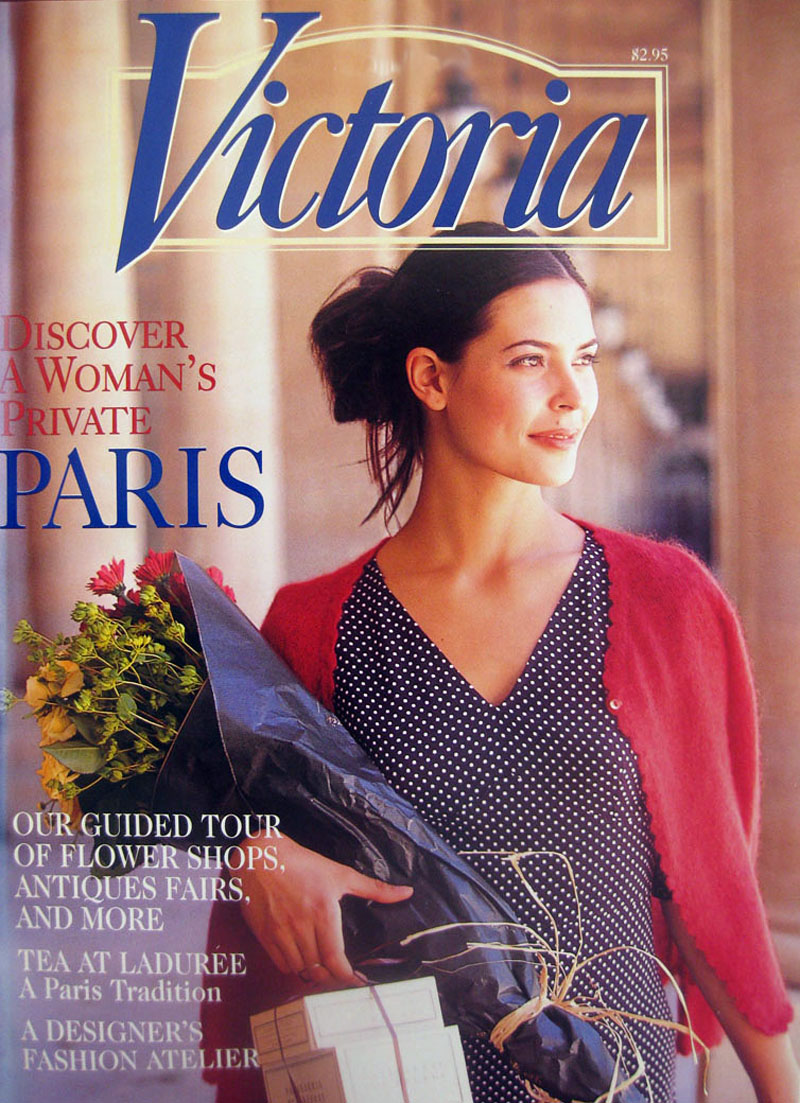 $2.95
Victoria
DISCOVER
A WOMAN'S
PRIVATE
PARIS
OUR GUIDED TOUR
OF FLOWER SHOPS,
ANTIQUES FAIRS,
AND MORE
TEA AT LADURÉE
A Paris Tradition
A DESIGNER'S
FASHION ATELIER